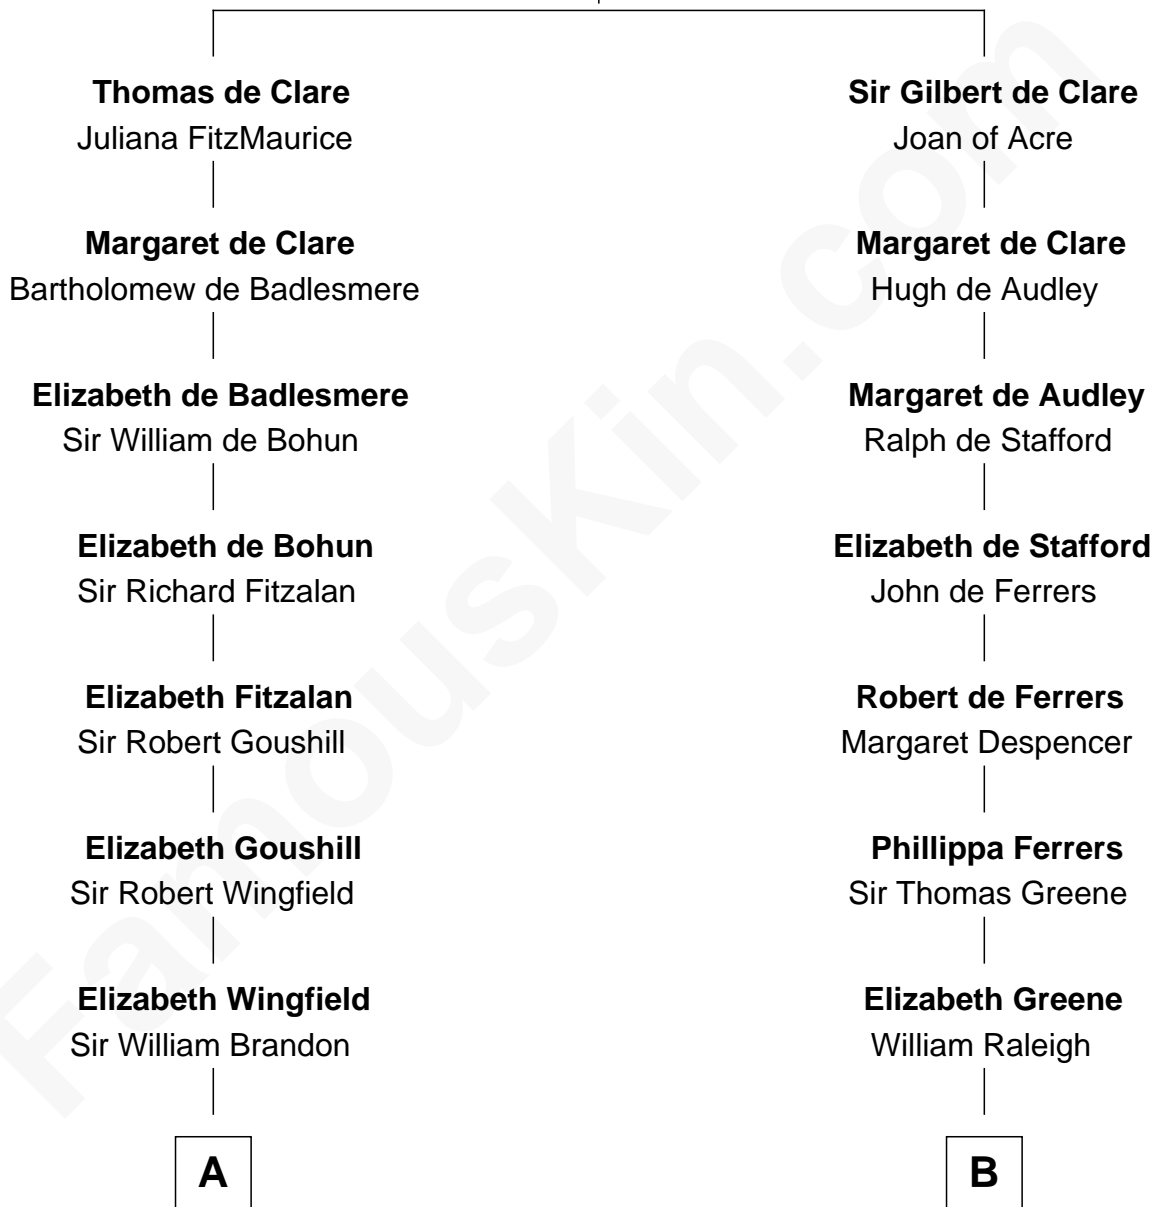 Thomas de Clare
Juliana FitzMaurice
Margaret de Clare
Bartholomew de Badlesmere
Elizabeth de Badlesmere
Sir William de Bohun
Elizabeth de Bohun
Sir Richard Fitzalan
Elizabeth Fitzalan
Sir Robert Goushill
Elizabeth Goushill
Sir Robert Wingfield
Elizabeth Wingfield
Sir William Brandon
A
Sir Gilbert de Clare
Joan of Acre
Margaret de Clare
Hugh de Audley
Margaret de Audley
Ralph de Stafford
Elizabeth de Stafford
John de Ferrers
Robert de Ferrers
Margaret Despencer
Phillippa Ferrers
Sir Thomas Greene
Elizabeth Greene
William Raleigh
B
FamousKin.com